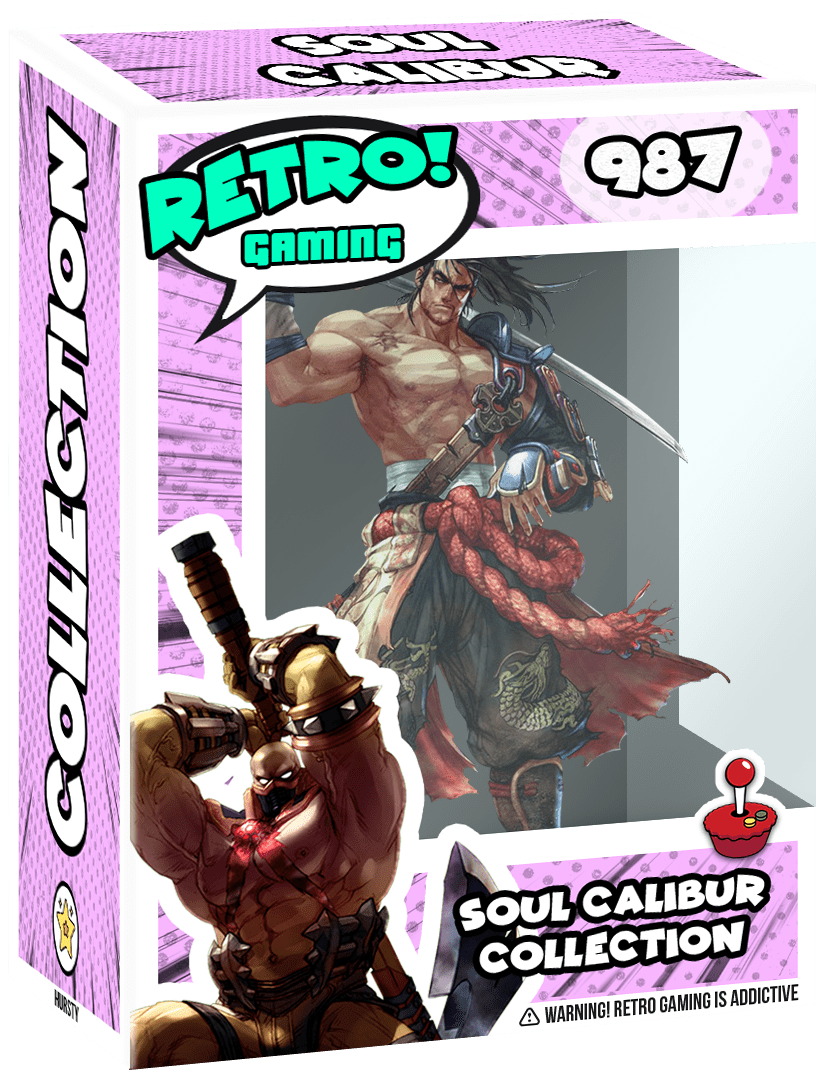 SOUL
CALIBUR
RETRO!
GAMING
987
COLLECTION
SOUL CALIBUR
COLLECTION
WARNING! RETRO GAMING IS ADDICTIVE
HURSTY